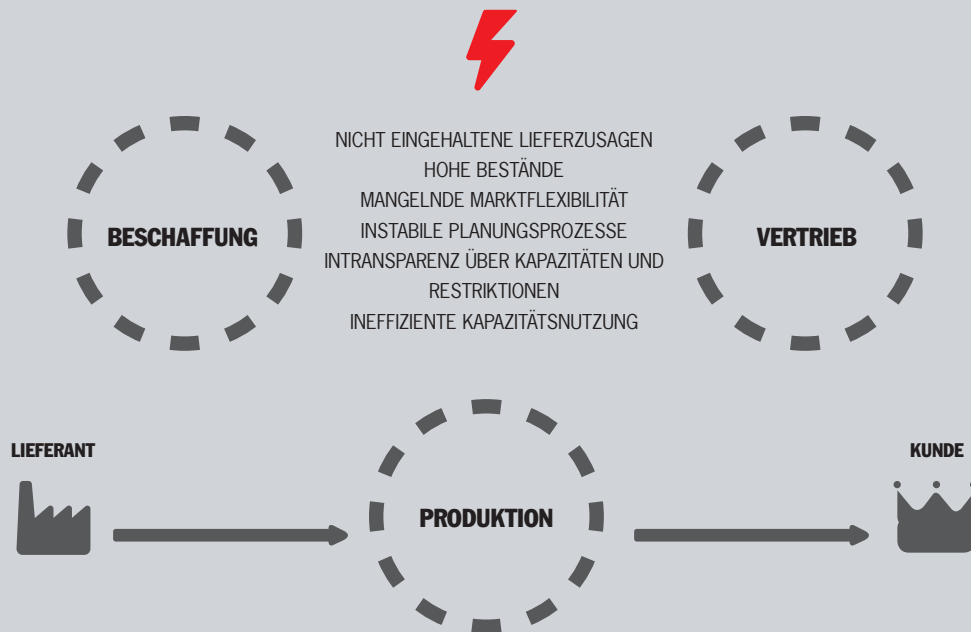 NICHT EINGEHALTENE LIEFERZUSAGEN
HOHE BESTÄNDE
MANGELNDE MARKTFLEXIBILITÄT
INSTABILE PLANUNGSPROZESSE
INTRANSPARENZ ÜBER KAPAZITÄTEN UND
RESTRIKTIONEN
INEFFIZIENTE KAPAZITÄTSNUTZUNG
BESCHAFFUNG
VERTRIEB
LIEFERANT
KUNDE
PRODUKTION